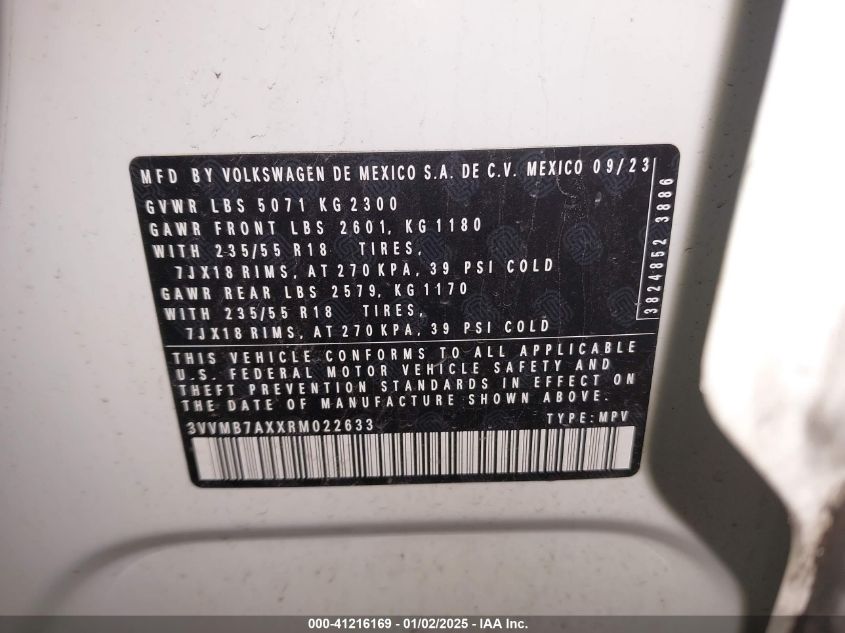 MFD BY VOLKSWAGEN DE MEXICO S.A. DE C.V. MEXICO 09/23
GVWR LBS 5071 KG 2300
GAWR FRONT LBS 2601, KG 1180
WITH 235/55 R18 TIRES,
7JX18 RIMS, AT 270 KPA, 39 PSI COLD
GAWR REAR LBS 2579, KG 1170
WITH 235/55 R18 TIRES,
7JX18 RIMS, AT 270 KPA, 39 PSI COLD
3824852 3886
THIS VEHICLE CONFORMS TO ALL APPLICABLE
U.S. FEDERAL MOTOR VEHICLE SAFETY AND
THEFT PREVENTION STANDARDS IN EFFECT ON
THE DATE OF MANUFACTURE SHOWN ABOVE.
3VVMB7AXXRM022633 TYPE: MPV
000-41216169 - 01/02/2025 - IAA Inc.